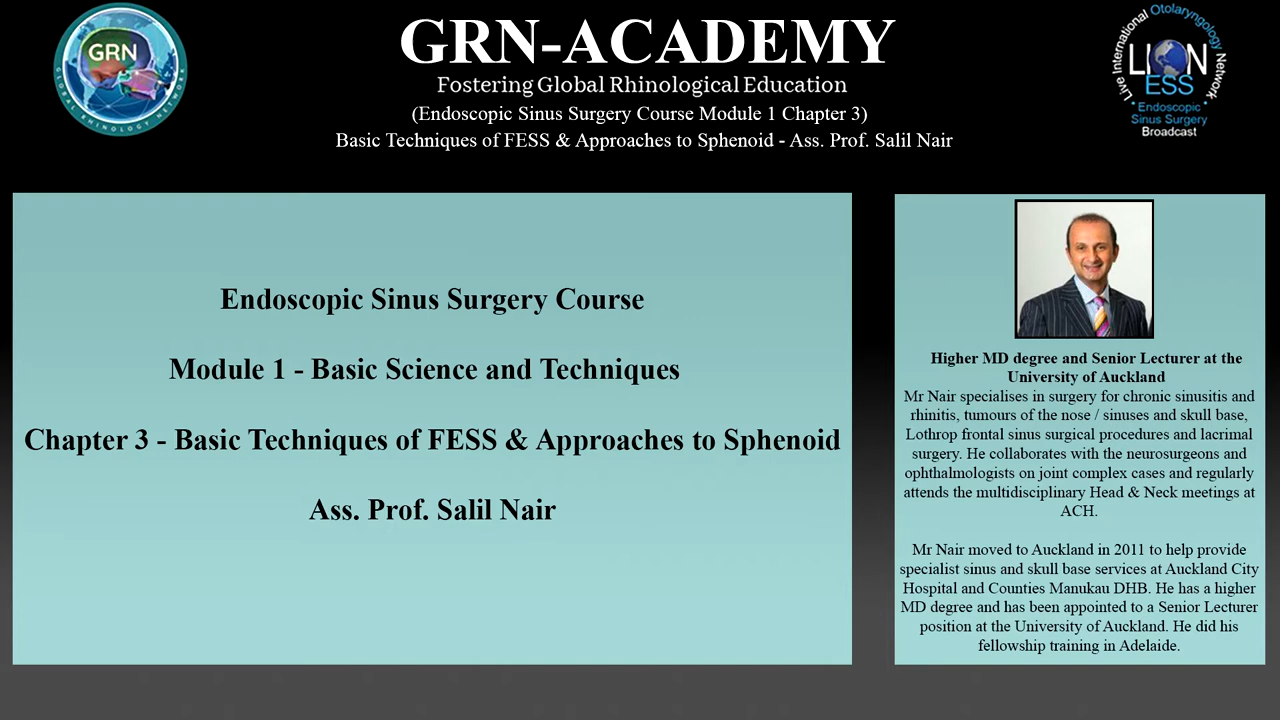 GRN
GLOBAL RHINOLOGY NETWORK
GRN-ACADEMY
Fostering Global Rhinological Education
(Endoscopic Sinus Surgery Course Module 1 Chapter 3)
Basic Techniques of FESS & Approaches to Sphenoid - Ass. Prof. Salil Nair
Live International Otolaryngology Network
LION
ESS
• Endoscopic •
Sinus Surgery
Broadcast
Endoscopic Sinus Surgery Course
Module 1 - Basic Science and Techniques
Chapter 3 - Basic Techniques of FESS & Approaches to Sphenoid
Ass. Prof. Salil Nair
Higher MD degree and Senior Lecturer at the
University of Auckland
Mr Nair specialises in surgery for chronic sinusitis and
rhinitis, tumours of the nose / sinuses and skull base,
Lothrop frontal sinus surgical procedures and lacrimal
surgery. He collaborates with the neurosurgeons and
ophthalmologists on joint complex cases and regularly
attends the multidisciplinary Head & Neck meetings at
ACH.
Mr Nair moved to Auckland in 2011 to help provide
specialist sinus and skull base services at Auckland City
Hospital and Counties Manukau DHB. He has a higher
MD degree and has been appointed to a Senior Lecturer
position at the University of Auckland. He did his
fellowship training in Adelaide.